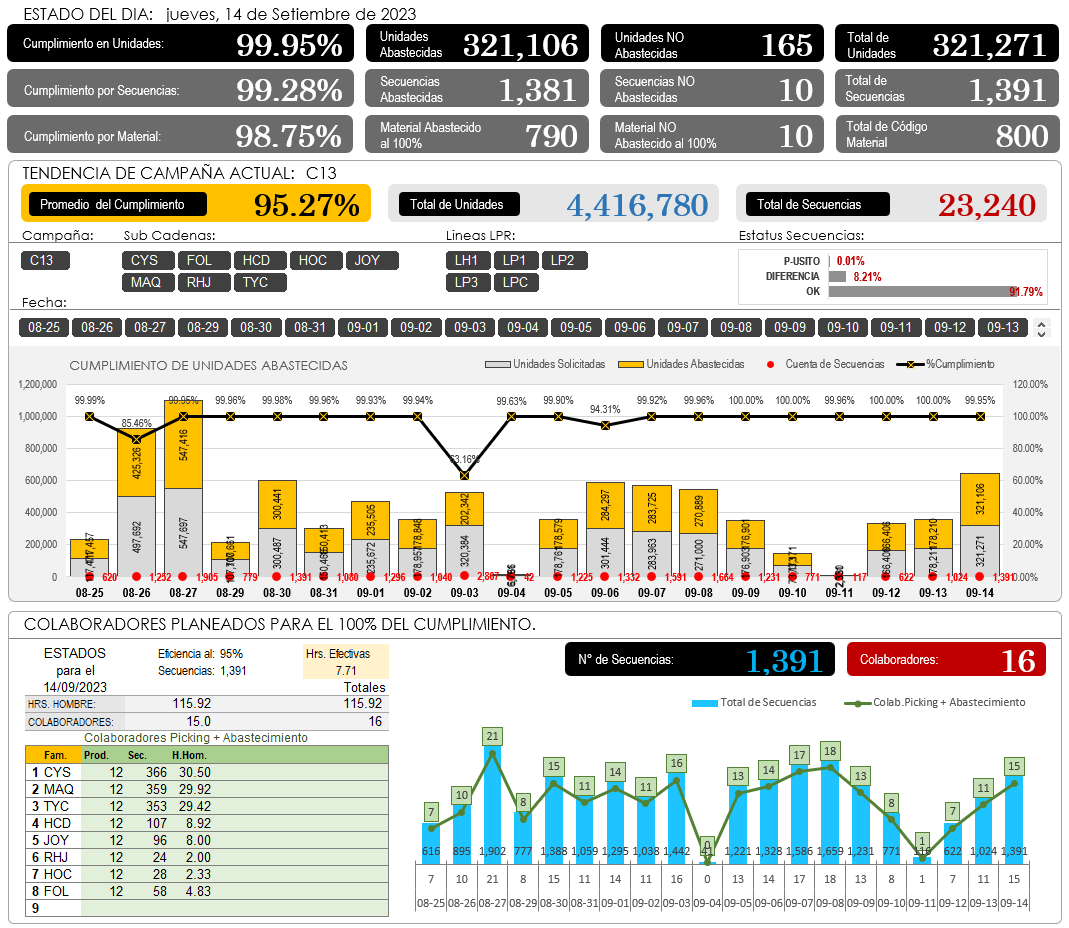 ESTADO DEL DIA: jueves, 14 de Setiembre de 2023
Cumplimiento en Unidades: 99.95%
Unidades Abastecidas 321,106
Unidades NO Abastecidas 165
Total de Unidades 321,271
Cumplimiento por Secuencias: 99.28%
Secuencias Abastecidas 1,381
Secuencias NO Abastecidas 10
Total de Secuencias 1,391
Cumplimiento por Material: 98.75%
Material Abastecido al 100% 790
Material NO Abastecido al 100% 10
Total de Código Material 800
TENDENCIA DE CAMPAÑA ACTUAL: C13
Promedio del Cumplimiento 95.27%
Total de Unidades 4,416,780
Total de Secuencias 23,240
Campaña: Sub Cadenas: Lineas LPR: Estatus Secuencias:
C13 CYS FOL HCD HOC JOY LH1 LP1 LP2
MAQ RHJ TYC LP3 LPC
P-USITO 0.01%
DIFERENCIA 8.21%
OK 91.79%
Fecha:
08-25 08-26 08-27 08-29 08-30 08-31 09-01 09-02 09-03 09-04 09-05 09-06 09-07 09-08 09-09 09-10 09-11 09-12 09-13
CUMPLIMIENTO DE UNIDADES ABASTECIDAS
Unidades Solicitadas Unidades Abastecidas Cuenta de Secuencias %Cumplimiento
1,200,000 120.00%
1,000,000 100.00%
800,000 80.00%
600,000 60.00%
400,000 40.00%
200,000 20.00%
0 0.00%
99.99% 85.46% 99.95% 99.96% 99.98% 99.96% 99.93% 99.94% 63.16% 99.63% 99.90% 94.31% 99.92% 99.96% 100.00% 100.00% 99.96% 100.00% 100.00% 99.95%
425,326 547,416 300,441 235,505 178,848 202,342 178,579 284,297 283,725 270,889 176,901 166,406 178,210 321,106
497,692 547,697 300,487 235,672 178,957 320,384 178,761 301,444 283,963 271,000 176,903 178,211 321,271
620 1,252 1,905 779 1,391 1,080 1,296 1,040 2,807 42 1,225 1,332 1,591 1,664 1,231 771 117 622 1,024 1,391
08-25 08-26 08-27 08-29 08-30 08-31 09-01 09-02 09-03 09-04 09-05 09-06 09-07 09-08 09-09 09-10 09-11 09-12 09-13 09-14
COLABORADORES PLANEADOS PARA EL 100% DEL CUMPLIMIENTO.
ESTADOS para el 14/09/2023
Eficiencia al: 95%
Secuencias: 1,391
Hrs. Efectivas
7.71
Totales
HRS. HOMBRE: 115.92 115.92
COLABORADORES: 15.0 16
Colaboradores Picking + Abastecimiento
Fam. Prod. Sec. H.Hom.
1 CYS 12 366 30.50
2 MAQ 12 359 29.92
3 TYC 12 353 29.42
4 HCD 12 107 8.92
5 JOY 12 96 8.00
6 RHJ 12 24 2.00
7 HOC 12 28 2.33
8 FOL 12 58 4.83
9
N° de Secuencias: 1,391
Colaboradores: 16
Total de Secuencias Colab.Picking + Abastecimiento
7 10 21 8 15 11 14 11 16 0 13 14 17 18 13 8 1 7 11 15
616 895 1,902 777 1,388 1,059 1,295 1,038 1,442 41 1,221 1,328 1,586 1,659 1,231 771 116 622 1,024 1,391
7 10 21 8 15 11 14 11 16 0 13 14 17 18 13 8 1 7 11 15
08-25 08-26 08-27 08-29 08-30 08-31 09-01 09-02 09-03 09-04 09-05 09-06 09-07 09-08 09-09 09-10 09-11 09-12 09-13 09-14